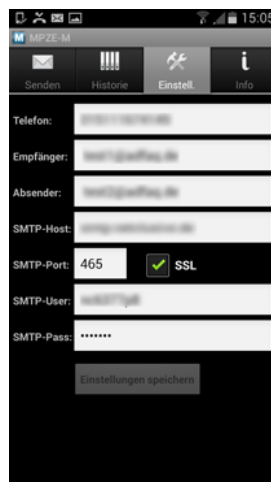 15:05
MPZE-M
Senden Historie Einstell. Info
Telefon:
Empfänger:
Absender:
SMTP-Host:
SMTP-Port: 465 SSL
SMTP-User:
SMTP-Pass: •••••••
Einstellungen speichern